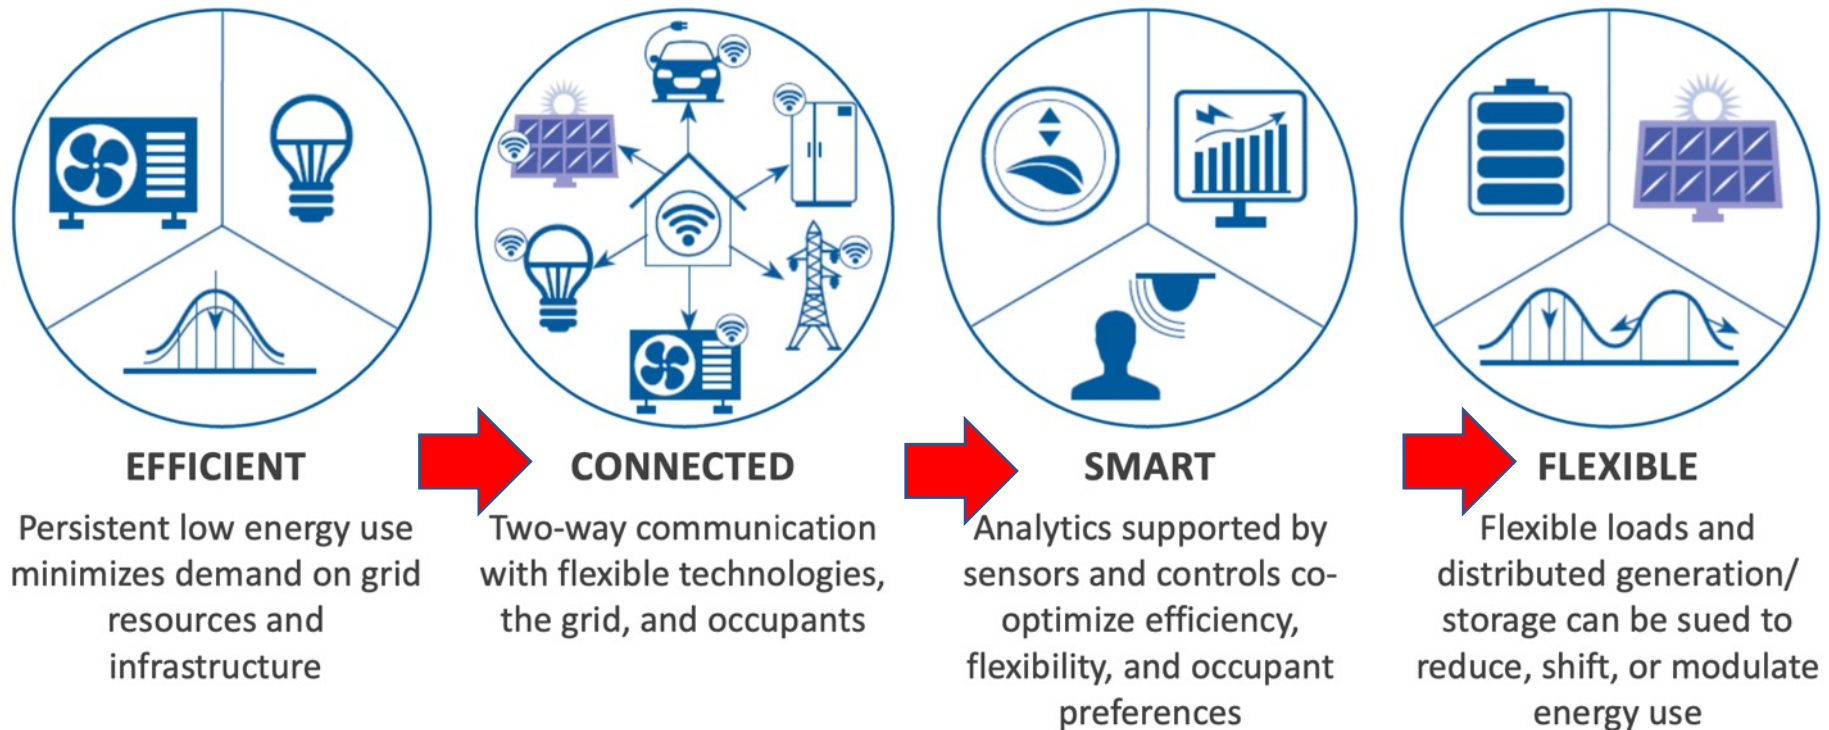 EFFICIENT
Persistent low energy use
minimizes demand on grid
resources and
infrastructure
CONNECTED
Two-way communication
with flexible technologies,
the grid, and occupants
SMART
Analytics supported by
sensors and controls co-
optimize efficiency,
flexibility, and occupant
preferences
FLEXIBLE
Flexible loads and
distributed generation/
storage can be sued to
reduce, shift, or modulate
energy use